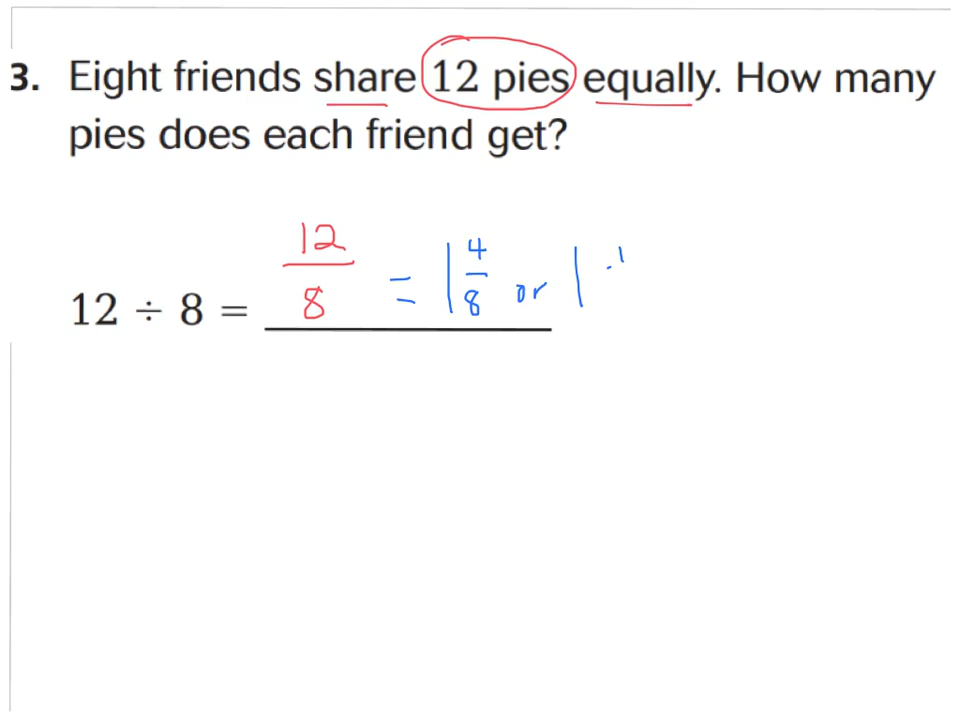 3. Eight friends share 12 pies equally. How many
pies does each friend get?
12 ÷ 8 = 12/8 = 1 4/8 or 1